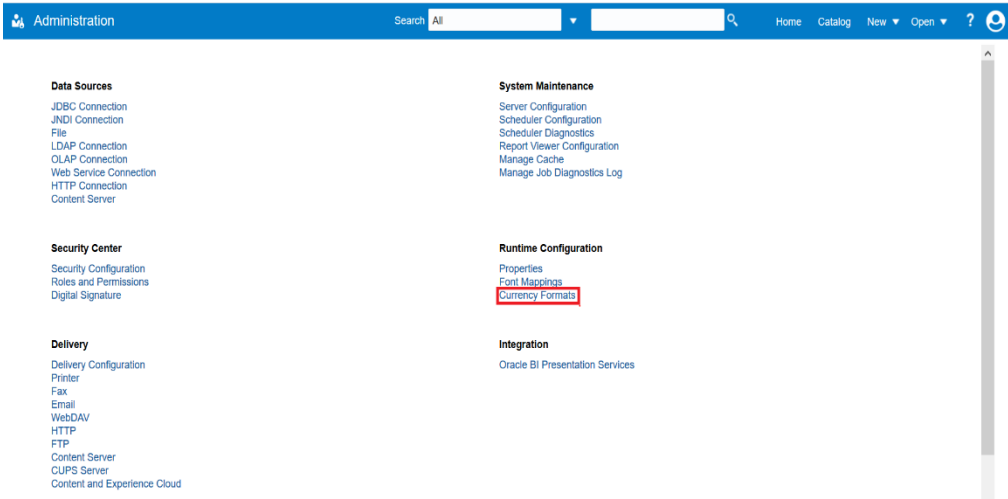 Administration
Search All
Home Catalog New Open ?
Data Sources
JDBC Connection
JNDI Connection
File
LDAP Connection
OLAP Connection
Web Service Connection
HTTP Connection
Content Server
System Maintenance
Server Configuration
Scheduler Configuration
Scheduler Diagnostics
Report Viewer Configuration
Manage Cache
Manage Job Diagnostics Log
Security Center
Security Configuration
Roles and Permissions
Digital Signature
Runtime Configuration
Properties
Font Mappings
Currency Formats
Delivery
Delivery Configuration
Printer
Fax
Email
WebDAV
HTTP
FTP
Content Server
CUPS Server
Content and Experience Cloud
Integration
Oracle BI Presentation Services